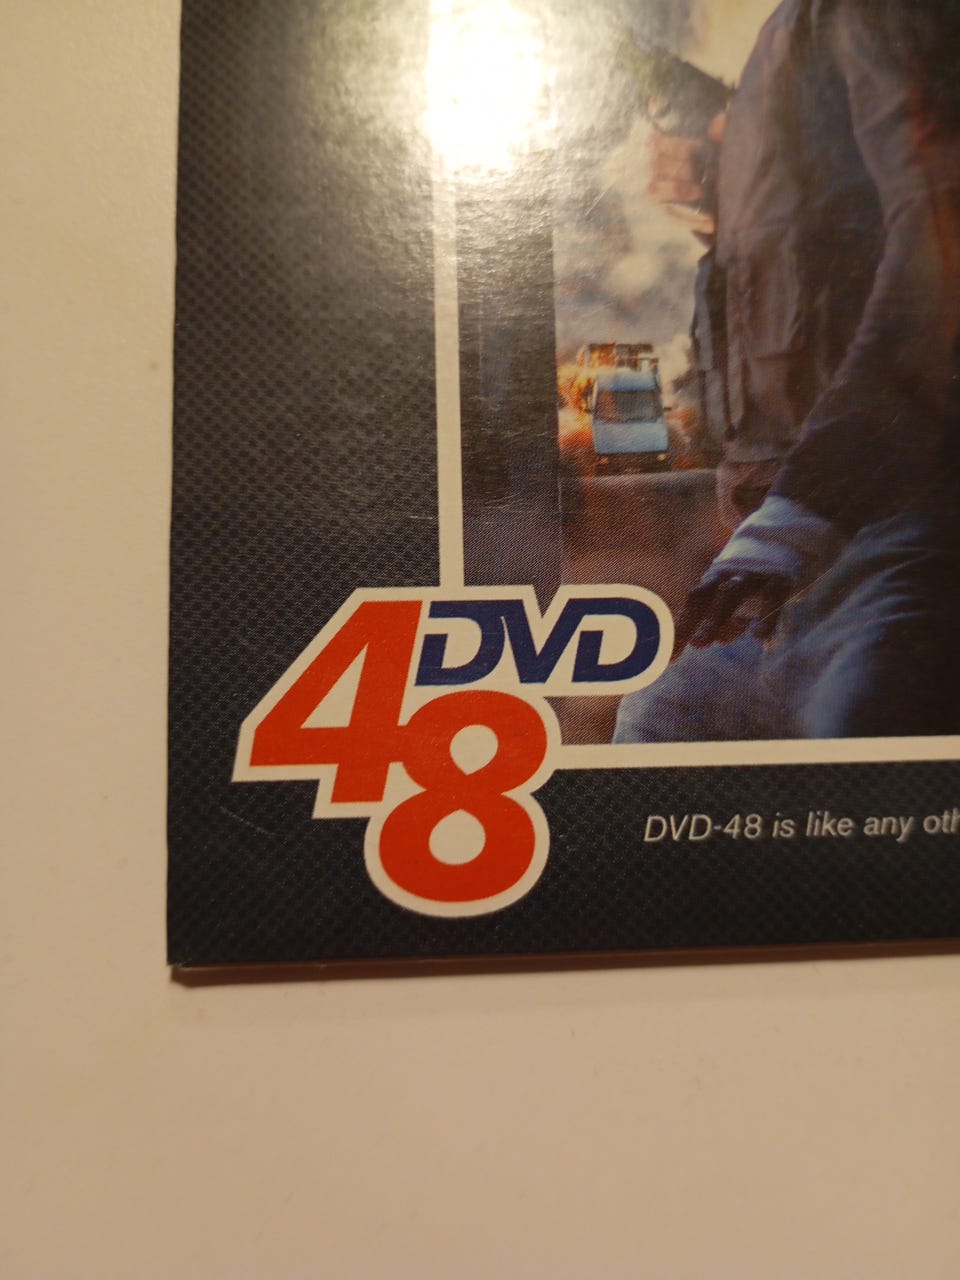 48 DVD
DVD-48 is like any oth